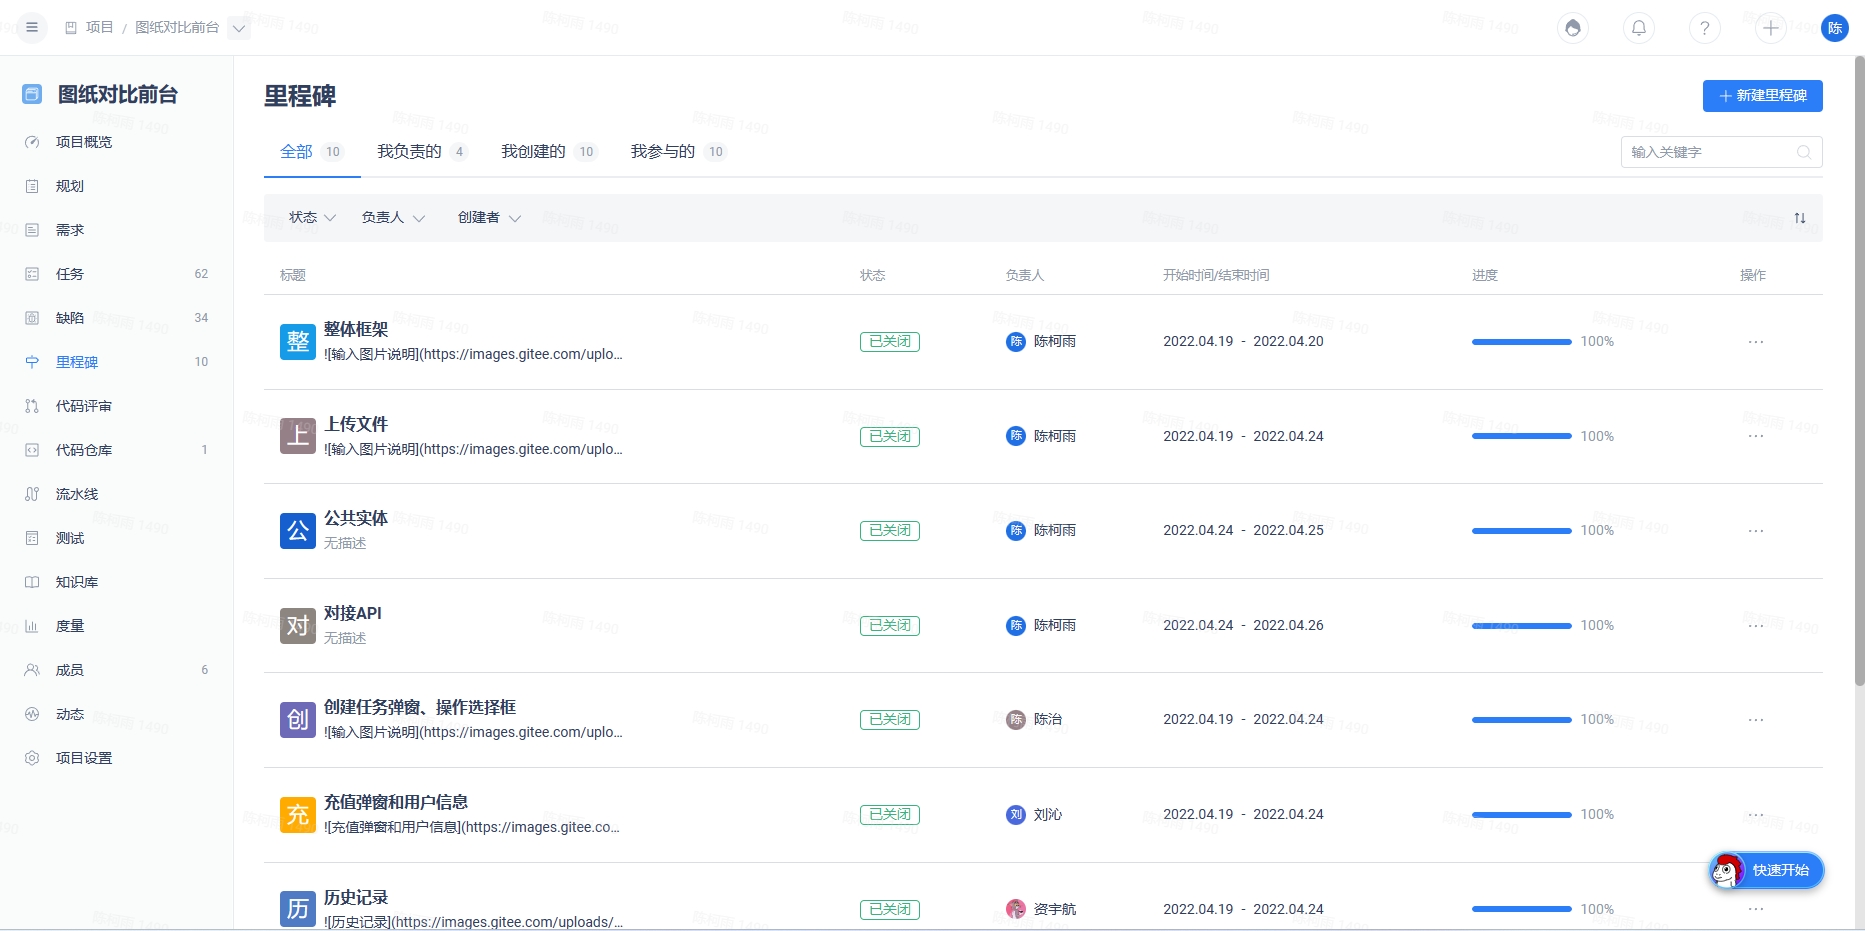 项目 / 图纸对比前台
陈
图纸对比前台
项目概览
规划
需求
任务 62
缺陷 34
里程碑 10
代码评审
代码仓库 1
流水线
测试
知识库
度量
成员 6
动态
项目设置
里程碑
+ 新建里程碑
全部 10 我负责的 4 我创建的 10 我参与的 10
输入关键字
状态 负责人 创建者
标题 状态 负责人 开始时间/结束时间 进度 操作
整 整体框架
![输入图片说明](https://images.gitee.com/uplo...
已关闭 陈 陈柯雨 2022.04.19 - 2022.04.20 100% ...
上 上传文件
![输入图片说明](https://images.gitee.com/uplo...
已关闭 陈 陈柯雨 2022.04.19 - 2022.04.24 100% ...
公 公共实体
无描述
已关闭 陈 陈柯雨 2022.04.24 - 2022.04.25 100% ...
对 对接API
无描述
已关闭 陈 陈柯雨 2022.04.24 - 2022.04.26 100% ...
创 创建任务弹窗、操作选择框
![输入图片说明](https://images.gitee.com/uplo...
已关闭 陈 陈治 2022.04.19 - 2022.04.24 100% ...
充 充值弹窗和用户信息
![充值弹窗和用户信息](https://images.gitee.co...
已关闭 刘 刘沁 2022.04.19 - 2022.04.24 100% ...
快速开始
历 历史记录
![历史记录](https://images.gitee.com/uploads/...
已关闭 资宇航 2022.04.19 - 2022.04.24 100% ...
陈柯雨 1490